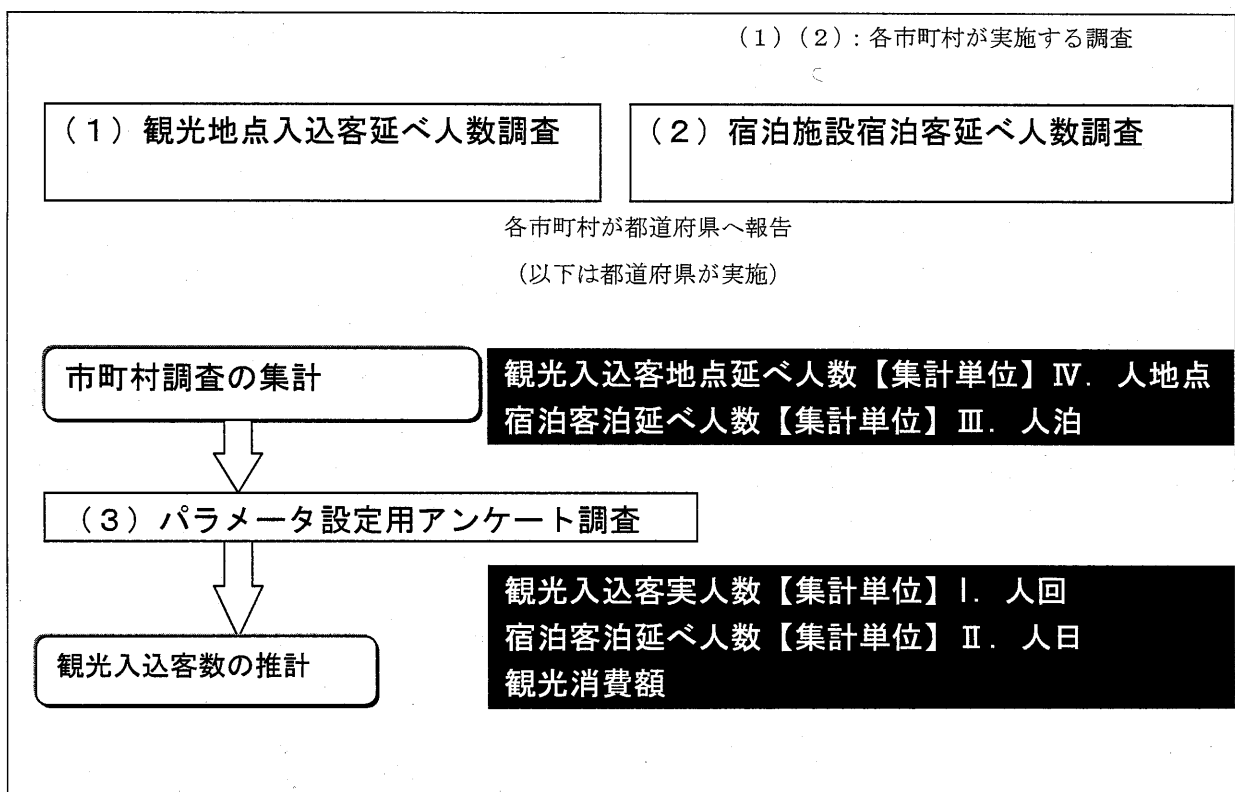 (1)(2):各市町村が実施する調査
(1)観光地点入込客延べ人数調査
(2)宿泊施設宿泊客延べ人数調査
各市町村が都道府県へ報告
(以下は都道府県が実施)
市町村調査の集計
観光入込客地点延べ人数【集計単位】Ⅳ.人地点
宿泊客泊延べ人数【集計単位】Ⅲ.人泊
(3)パラメータ設定用アンケート調査
観光入込客実人数【集計単位】Ⅰ.人回
宿泊客泊延べ人数【集計単位】Ⅱ.人日
観光消費額
観光入込客数の推計